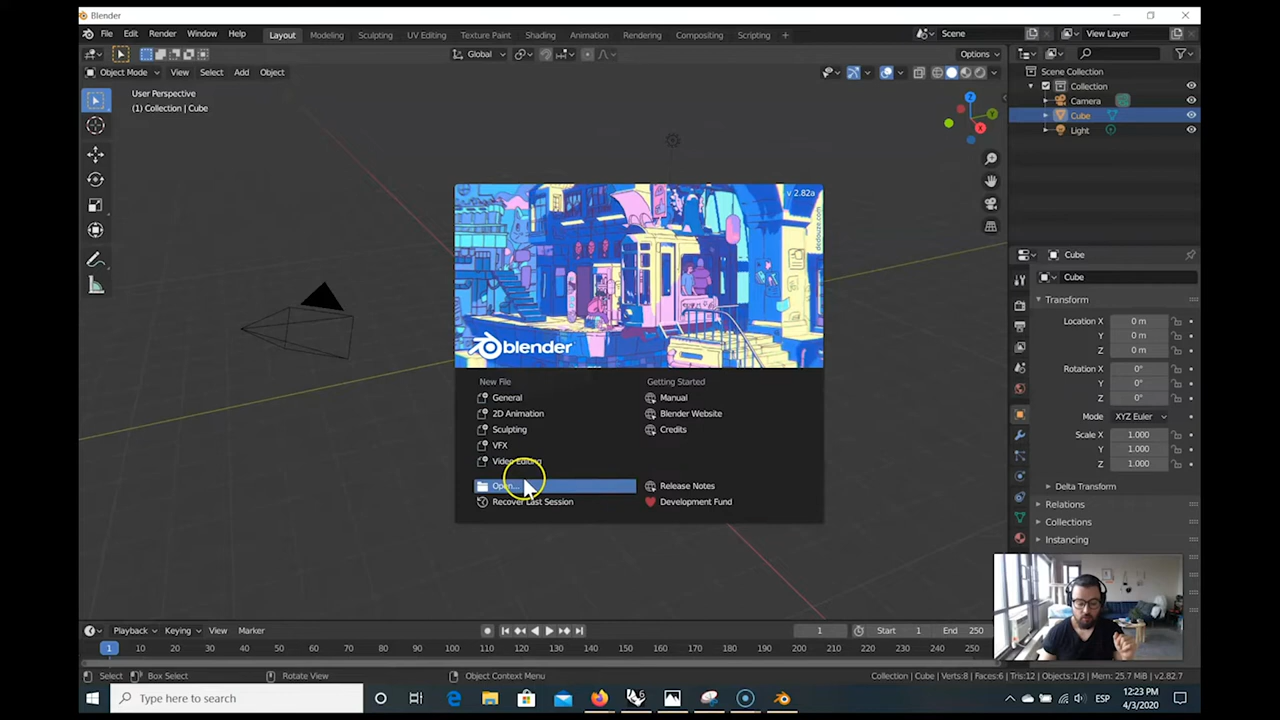 Blender
File Edit Render Window Help Layout Modeling Sculpting UV Editing Texture Paint Shading Animation Rendering Compositing Scripting + Scene View Layer
Global Options
Object Mode View Select Add Object
User Perspective
(1) Collection | Cube
Z
Y
X
Scene Collection
Collection
Camera
Cube
Light
v 2.82a
dedouze.com
blender
New File
General
2D Animation
Sculpting
VFX
Video Editing
Open...
Recover Last Session
Getting Started
Manual
Blender Website
Credits
Release Notes
Development Fund
Cube
Cube
Transform
Location X 0 m
Y 0 m
Z 0 m
Rotation X 0°
Y 0°
Z 0°
Mode XYZ Euler
Scale X 1.000
Y 1.000
Z 1.000
Delta Transform
Relations
Collections
Instancing
Playback Keying View Marker 1 Start 1 End 250
1 10 20 30 40 50 60 70 80 90 100 110 120 130 140 150 160 170 180 190 200 210 220 230 240 250
Select Box Select Rotate View Object Context Menu Collection | Cube | Verts:8 | Faces:6 | Tris:12 | Objects:1/3 | Mem: 25.7 MiB | v2.82.7
Type here to search ESP 12:23 PM
4/3/2020